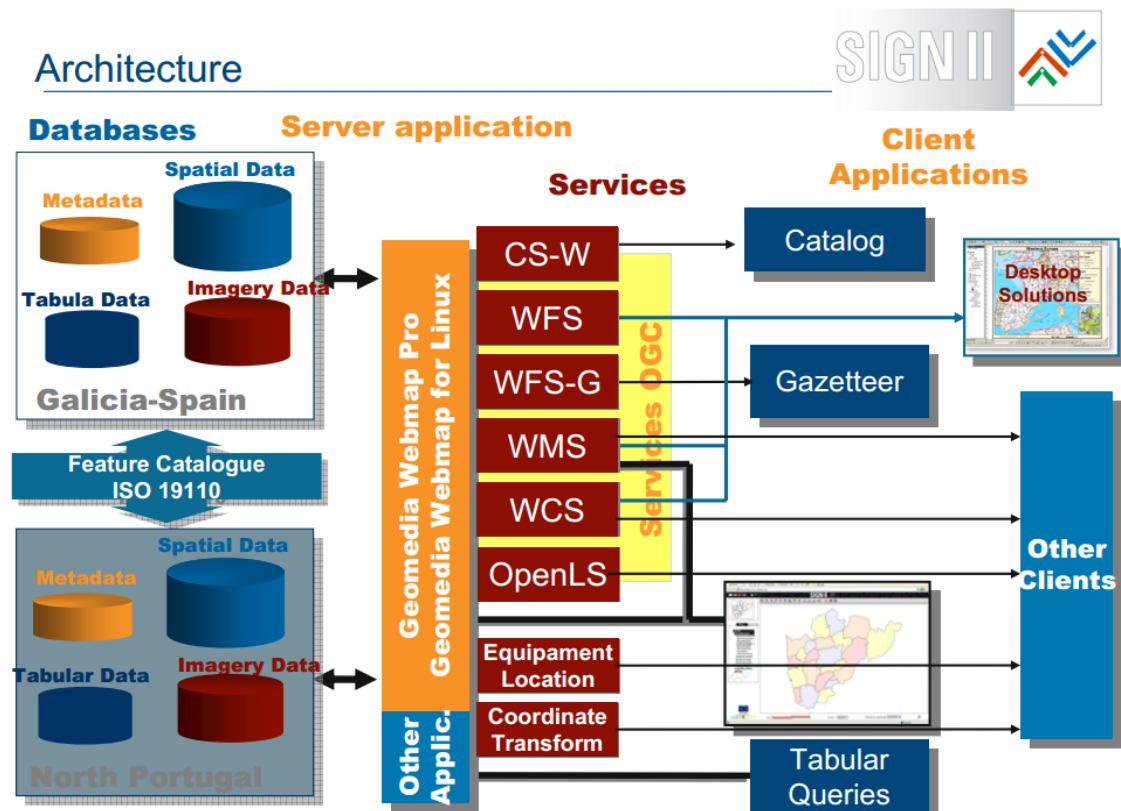 Architecture
SIGN II
Databases
Server application
Client
Applications
Services
Spatial Data
Metadata
Tabula Data
Imagery Data
Galicia-Spain
Feature Catalogue
ISO 19110
Spatial Data
Metadata
Tabular Data
Imagery Data
North Portugal
Geomedia Webmap Pro
Geomedia Webmap for Linux
Other
Applic.
CS-W
WFS
WFS-G
WMS
WCS
OpenLS
Services OGC
Equipament
Location
Coordinate
Transform
Catalog
Gazetteer
Desktop
Solutions
Other
Clients
SIGN II
Tabular
Queries